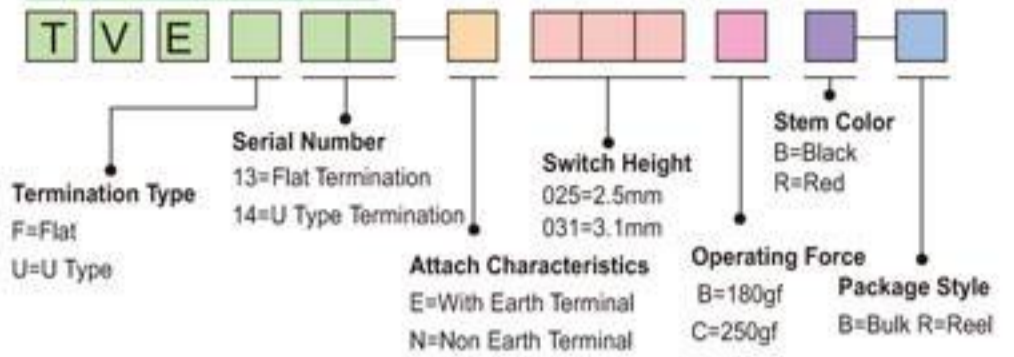 TVE
Termination Type
F=Flat
U=U Type
Serial Number
13=Flat Termination
14=U Type Termination
Attach Characteristics
E=With Earth Terminal
N=Non Earth Terminal
Switch Height
025=2.5mm
031=3.1mm
Operating Force
B=180gf
C=250gf
Stem Color
B=Black
R=Red
Package Style
B=Bulk R=Reel